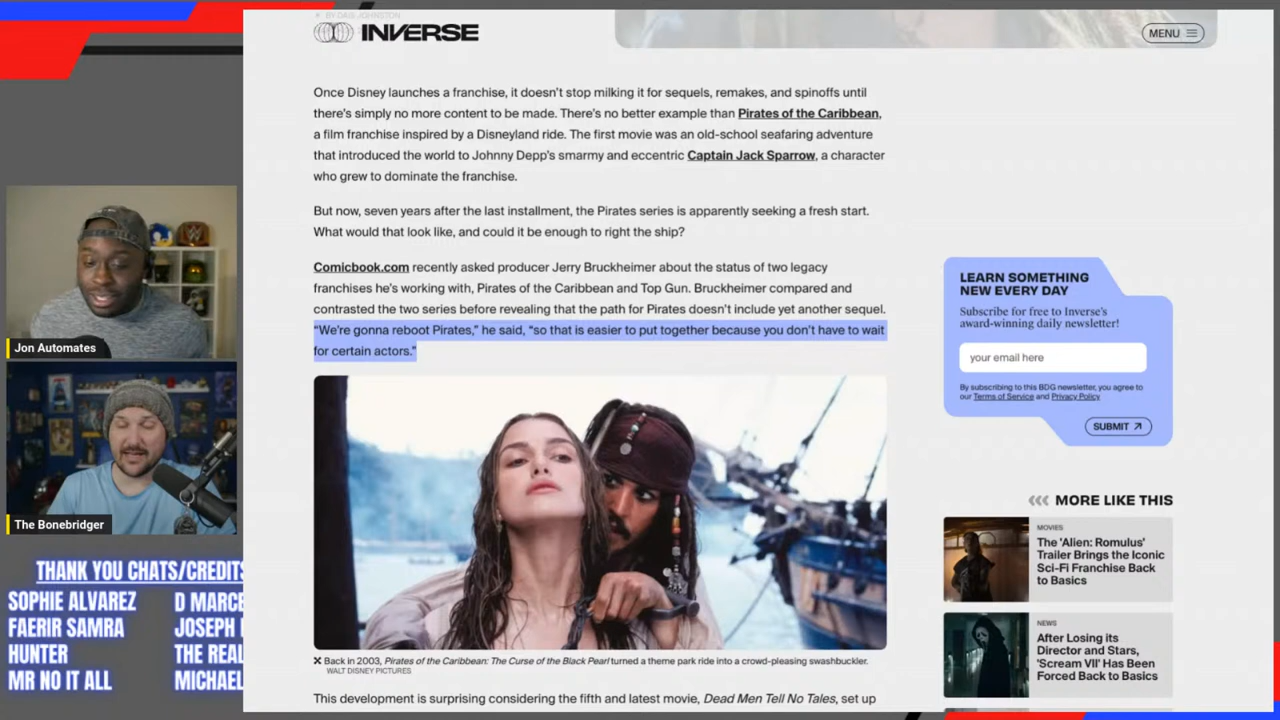 BY DAIS JOHNSTON
INVERSE
MENU
Once Disney launches a franchise, it doesn't stop milking it for sequels, remakes, and spinoffs until
there's simply no more content to be made. There's no better example than Pirates of the Caribbean,
a film franchise inspired by a Disneyland ride. The first movie was an old-school seafaring adventure
that introduced the world to Johnny Depp's smarmy and eccentric Captain Jack Sparrow, a character
who grew to dominate the franchise.
But now, seven years after the last installment, the Pirates series is apparently seeking a fresh start.
What would that look like, and could it be enough to right the ship?
Comicbook.com recently asked producer Jerry Bruckheimer about the status of two legacy
franchises he's working with, Pirates of the Caribbean and Top Gun. Bruckheimer compared and
contrasted the two series before revealing that the path for Pirates doesn't include yet another sequel.
“We're gonna reboot Pirates,” he said, “so that is easier to put together because you don't have to wait
for certain actors.”
Back in 2003, Pirates of the Caribbean: The Curse of the Black Pearl turned a theme park ride into a crowd-pleasing swashbuckler.
WALT DISNEY PICTURES
This development is surprising considering the fifth and latest movie, Dead Men Tell No Tales, set up
LEARN SOMETHING
NEW EVERY DAY
Subscribe for free to Inverse's
award-winning daily newsletter!
your email here
By subscribing to this BDG newsletter, you agree to
our Terms of Service and Privacy Policy
SUBMIT
MORE LIKE THIS
MOVIES
The 'Alien: Romulus'
Trailer Brings the Iconic
Sci-Fi Franchise Back
to Basics
NEWS
After Losing its
Director and Stars,
'Scream VII' Has Been
Forced Back to Basics
Jon Automates
The Bonebridger
THANK YOU CHATS/CREDITS
SOPHIE ALVAREZ D MARCE
FAERIR SAMRA JOSEPH
HUNTER THE REAL
MR NO IT ALL MICHAEL